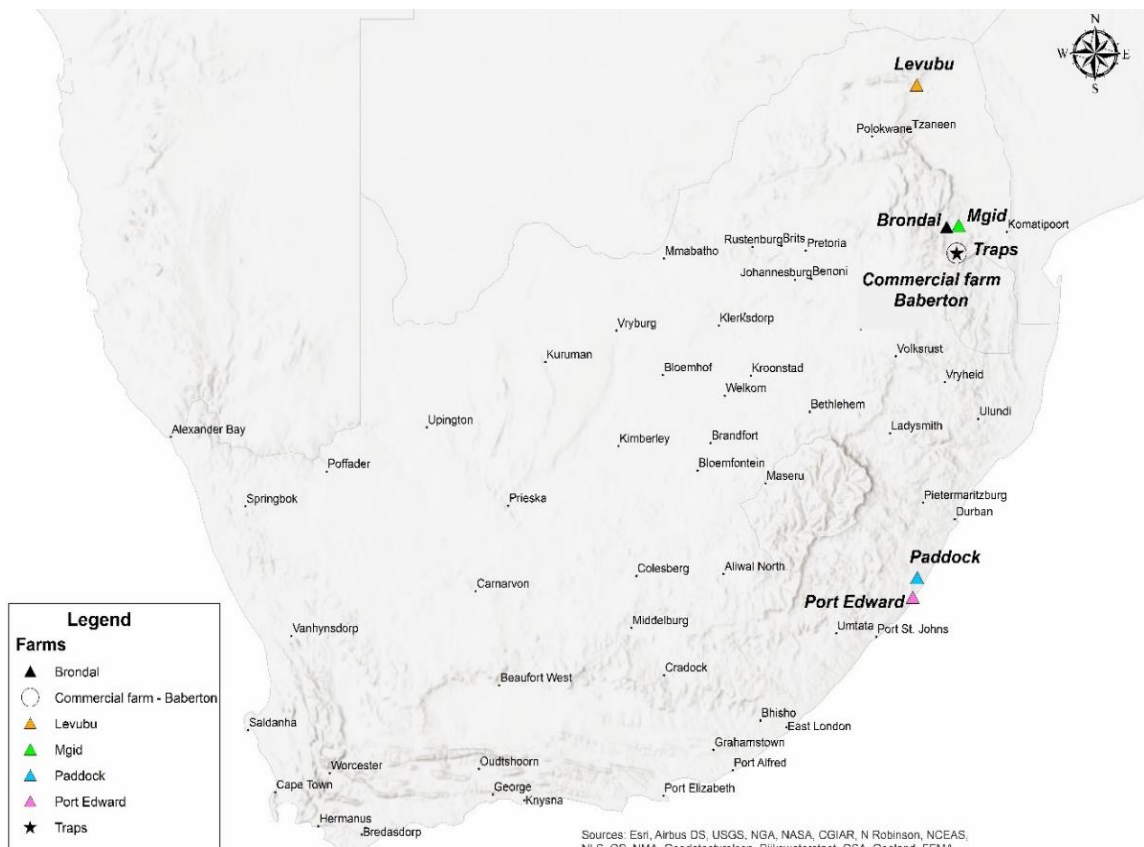 N
W E
S
Levubu
Polokwane Tzaneen
Brondal Mgid
Komatipoort
Rustenburg Brits Pretoria
Mmabatho
Traps
Johannesburg Benoni
Commercial farm
Baberton
Vryburg
Klerksdorp
Kuruman
Volksrust
Bloemhof
Kroonstad
Vryheid
Welkom
Bethlehem
Ulundi
Upington
Alexander Bay
Ladysmith
Kimberley
Brandfort
Poffader
Bloemfontein
Maseru
Springbok
Prieska
Pietermaritzburg
Durban
Paddock
Colesberg
Aliwal North
Carnarvon
Port Edward
Vanhynsdorp
Middelburg
Umtata
Port St. Johns
Cradock
Beaufort West
Bhisho
East London
Saldanha
Grahamstown
Port Alfred
Worcester
Oudtshoorn
Cape Town
George
Knysna
Port Elizabeth
Hermanus
Bredasdorp
Legend
Farms
Brondal
Commercial farm - Baberton
Levubu
Mgid
Paddock
Port Edward
Traps
Sources: Esri, Airbus DS, USGS, NGA, NASA, CGIAR, N Robinson, NCEAS,